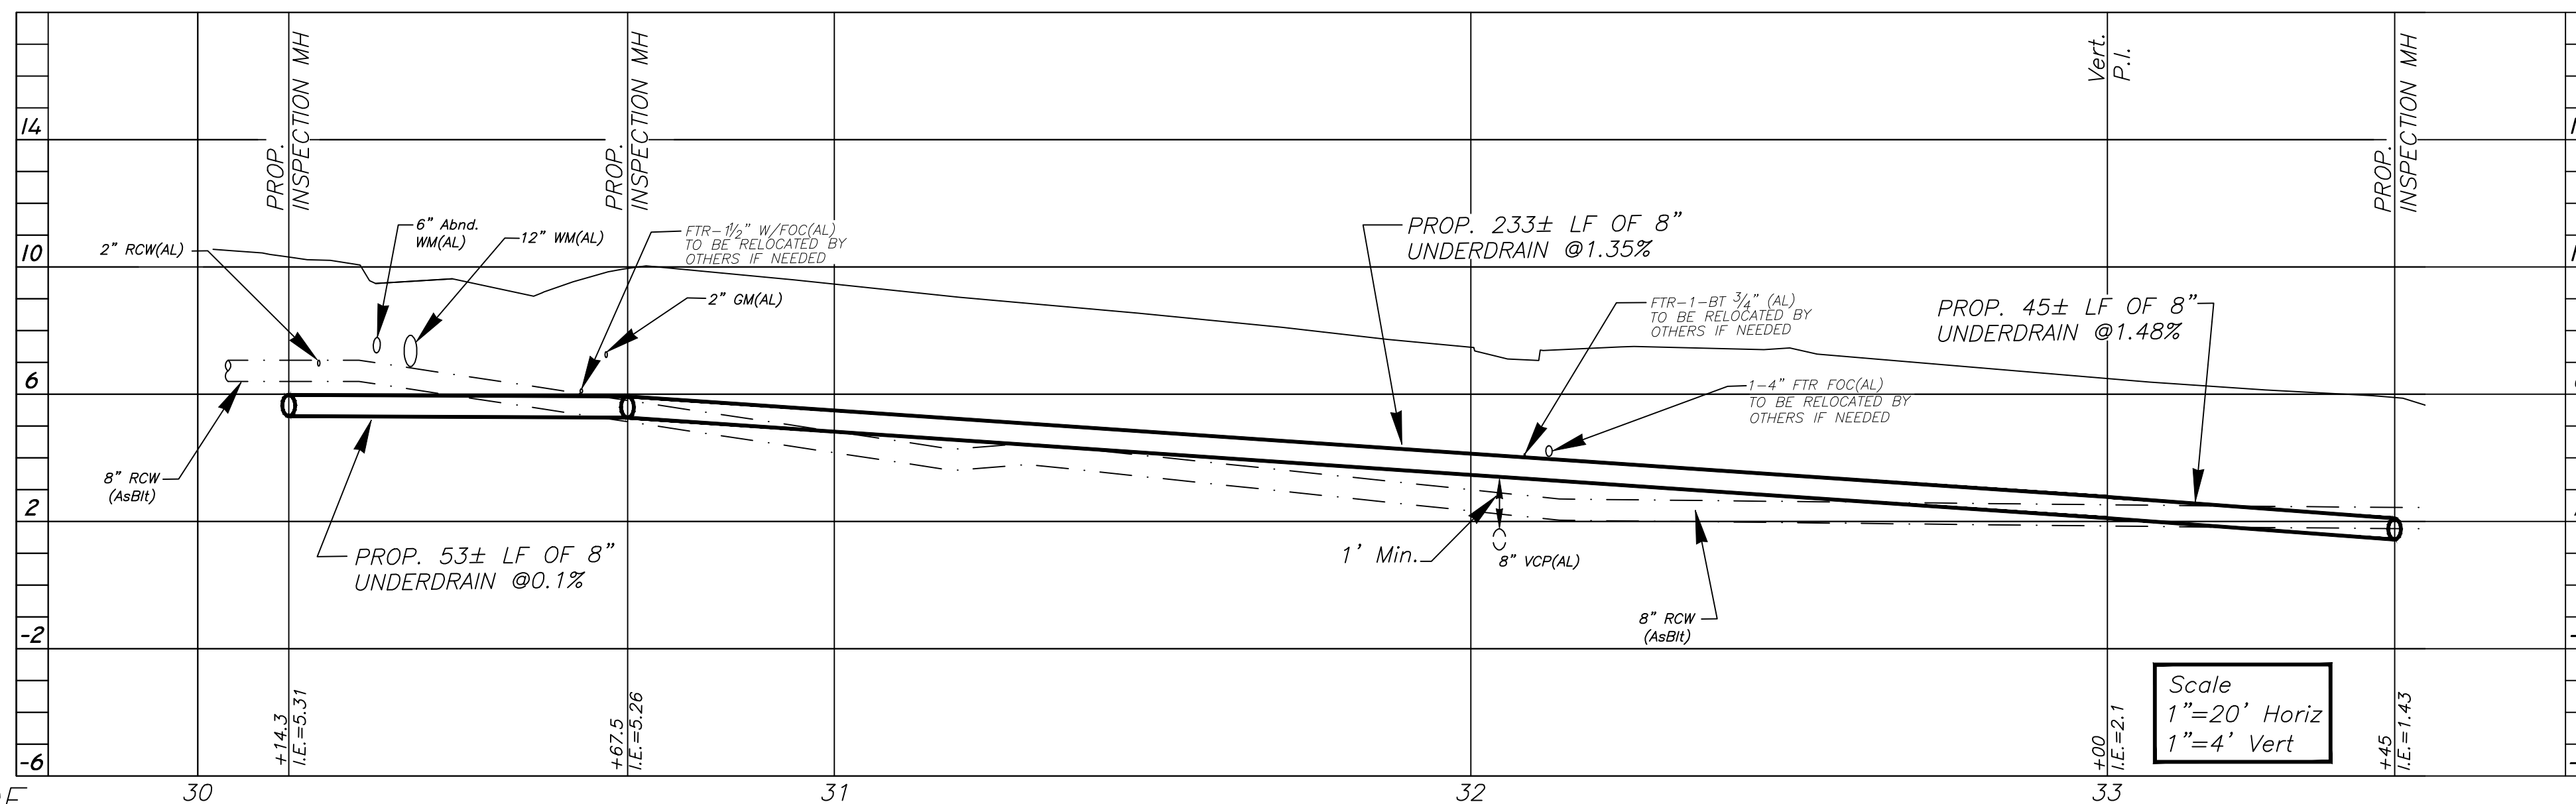 PROP.
INSPECTION MH
PROP.
INSPECTION MH
Vert.
P.I.
PROP.
INSPECTION MH
14
10
6
2
-2
-6
2" RCW(AL)
6" Abnd.
WM(AL)
12" WM(AL)
FTR-1½" W/FOC(AL)
TO BE RELOCATED BY
OTHERS IF NEEDED
2" GM(AL)
PROP. 233± LF OF 8"
UNDERDRAIN @1.35%
FTR-1-BT ¾" (AL)
TO BE RELOCATED BY
OTHERS IF NEEDED
PROP. 45± LF OF 8"
UNDERDRAIN @1.48%
1-4" FTR FOC(AL)
TO BE RELOCATED BY
OTHERS IF NEEDED
8" RCW
(AsBlt)
PROP. 53± LF OF 8"
UNDERDRAIN @0.1%
1' Min.
8" VCP(AL)
8" RCW
(AsBlt)
Scale
1"=20' Horiz
1"=4' Vert
+14.3
I.E.=5.31
+67.5
I.E.=5.26
+00
I.E.=2.1
+45
I.E.=1.43
30
31
32
33